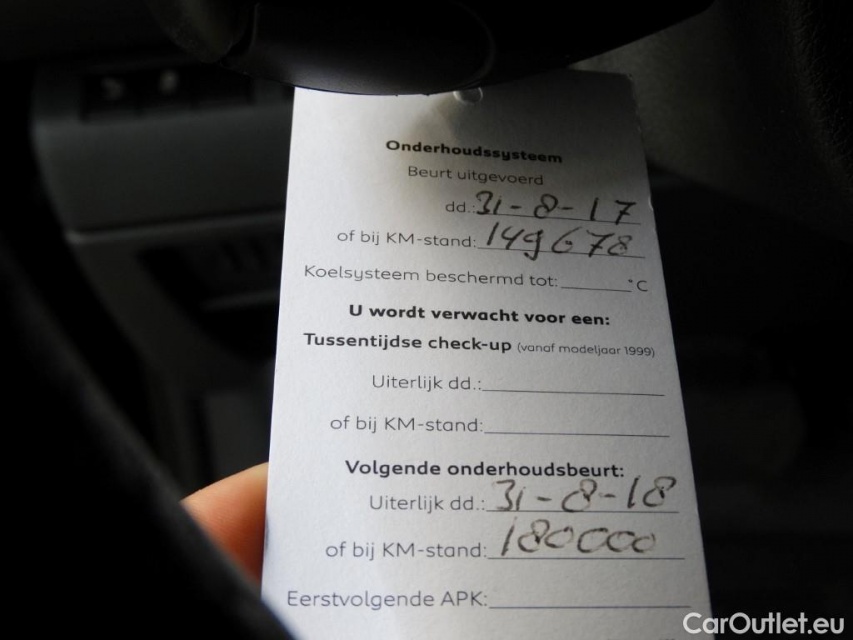 Onderhoudssysteem
Beurt uitgevoerd
dd.: 31-8-17
of bij KM-stand: 149678
Koelsysteem beschermd tot: ______°C
U wordt verwacht voor een:
Tussentijdse check-up (vanaf modeljaar 1999)
Uiterlijk dd.:
of bij KM-stand:
Volgende onderhoudsbeurt:
Uiterlijk dd.: 31-8-18
of bij KM-stand: 180000
Eerstvolgende APK:
CarOutlet.eu